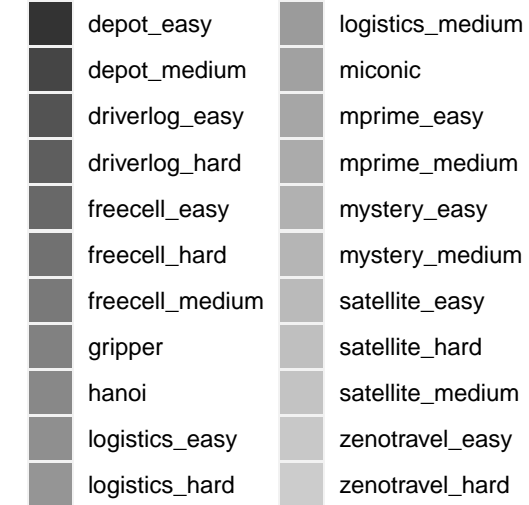 depot_easy
depot_medium
driverlog_easy
driverlog_hard
freecell_easy
freecell_hard
freecell_medium
gripper
hanoi
logistics_easy
logistics_hard
logistics_medium
miconic
mprime_easy
mprime_medium
mystery_easy
mystery_medium
satellite_easy
satellite_hard
satellite_medium
zenotravel_easy
zenotravel_hard